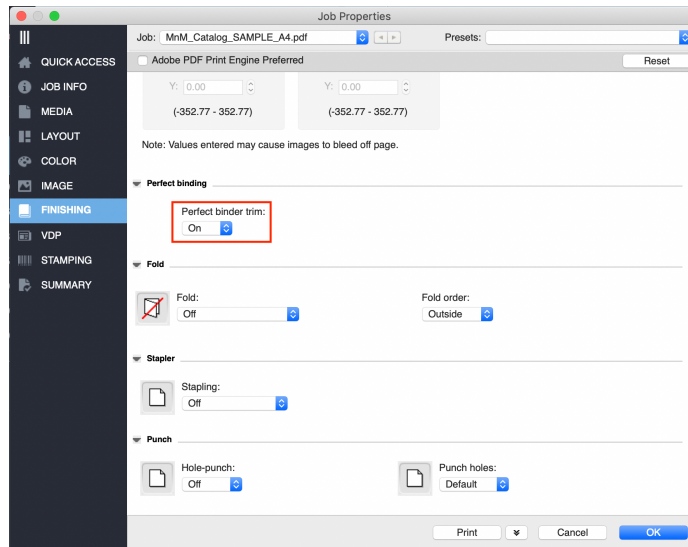 Job Properties
Job: MnM_Catalog_SAMPLE_A4.pdf Presets:
QUICK ACCESS
JOB INFO
MEDIA
LAYOUT
COLOR
IMAGE
FINISHING
VDP
STAMPING
SUMMARY
Adobe PDF Print Engine Preferred Reset
Y: 0.00 Y: 0.00
(-352.77 - 352.77) (-352.77 - 352.77)
Note: Values entered may cause images to bleed off page.
Perfect binding
Perfect binder trim:
On
Fold
Fold: Fold order:
Off Outside
Stapler
Stapling:
Off
Punch
Hole-punch: Punch holes:
Off Default
Print Cancel OK